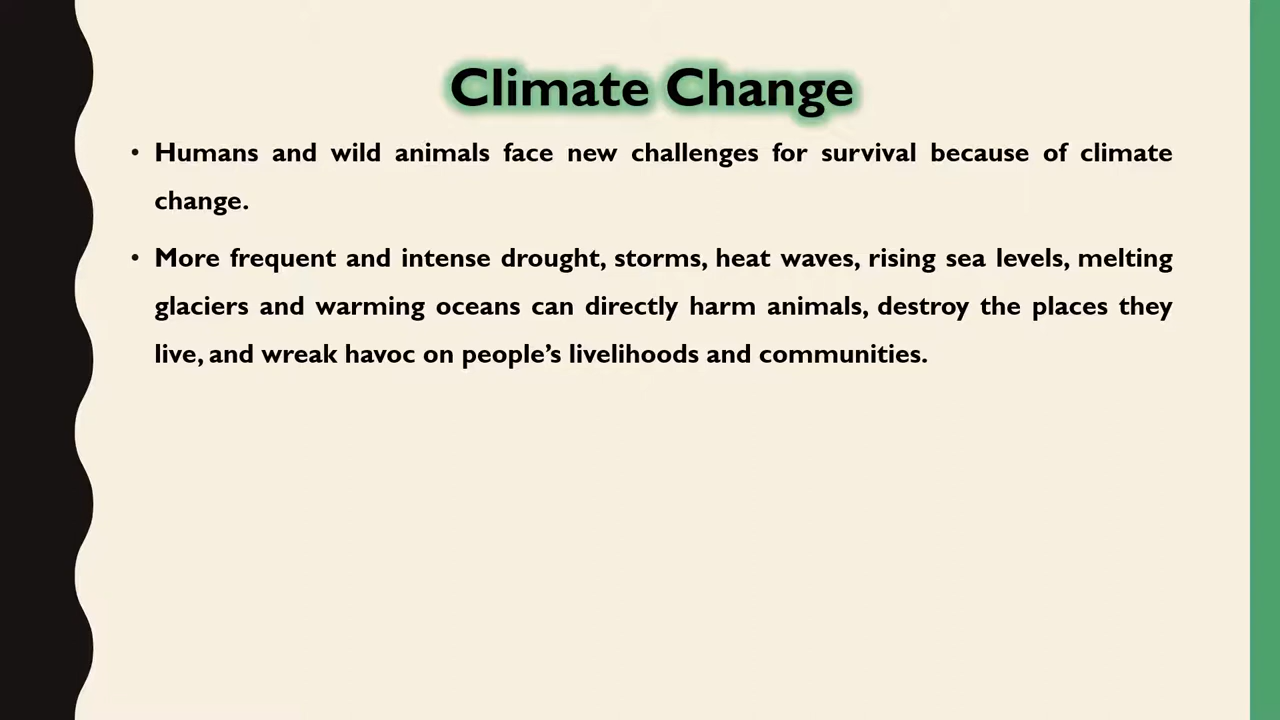 Climate Change
• Humans and wild animals face new challenges for survival because of climate
change.
• More frequent and intense drought, storms, heat waves, rising sea levels, melting
glaciers and warming oceans can directly harm animals, destroy the places they
live, and wreak havoc on people’s livelihoods and communities.